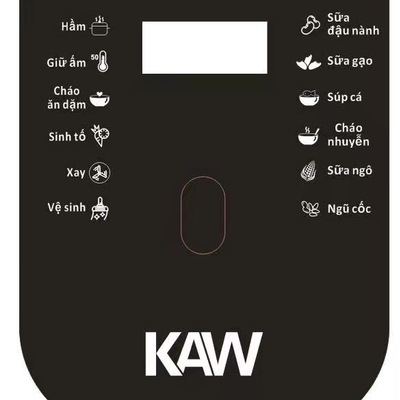 Hầm
Giữ ấm
50
Cháo
ăn dặm
Sinh tố
Xay
Vệ sinh
Sữa
đậu nành
Sữa gạo
Súp cá
Cháo
nhuyễn
Sữa ngô
Ngũ cốc
KAW